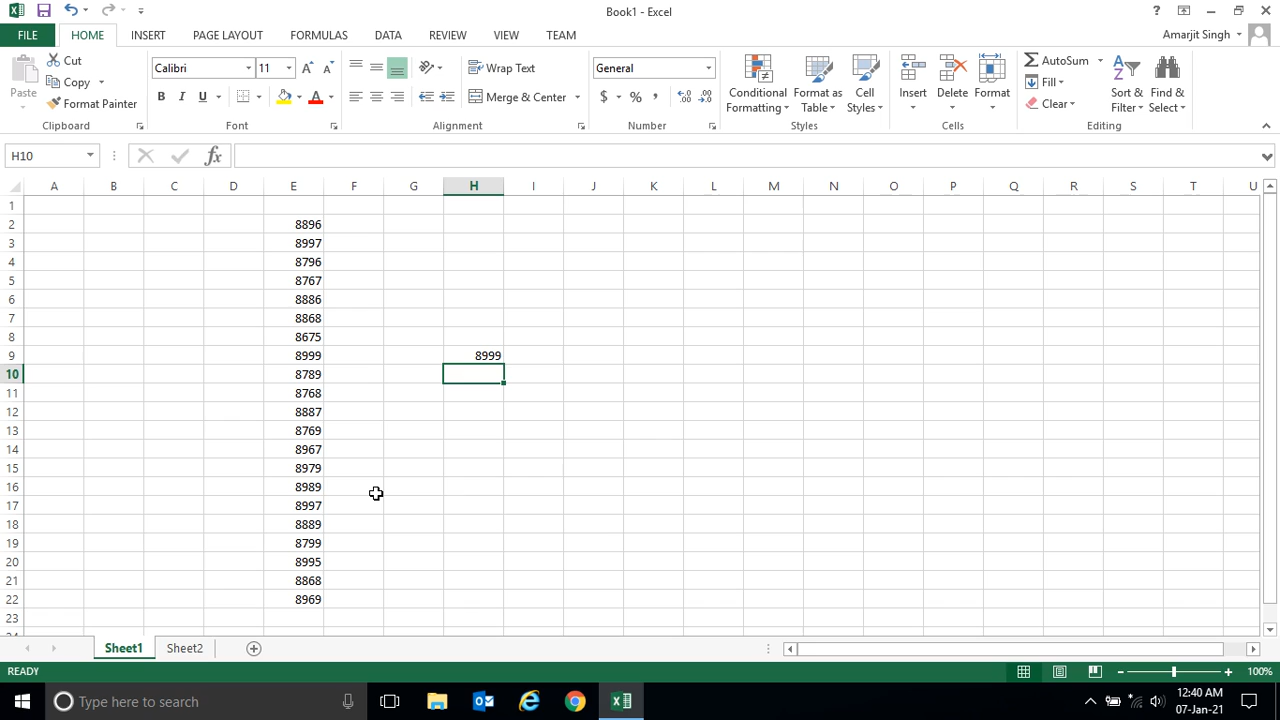 Book1 - Excel
?
FILE HOME INSERT PAGE LAYOUT FORMULAS DATA REVIEW VIEW TEAM Amarjit Singh
Paste Cut Copy Format Painter
Calibri 11 A A
B I U A
Wrap Text
Merge & Center
General
$ % ,
Conditional Formatting Format as Table Cell Styles
Insert Delete Format
AutoSum Fill Clear
Sort & Filter Find & Select
Clipboard Font Alignment Number Styles Cells Editing
H10 fx
A B C D E F G H I J K L M N O P Q R S T U
1
2 8896
3 8997
4 8796
5 8767
6 8886
7 8868
8 8675
9 8999 8999
10 8789
11 8768
12 8887
13 8769
14 8967
15 8979
16 8989
17 8997
18 8889
19 8799
20 8995
21 8868
22 8969
23
24
Sheet1 Sheet2
READY 100%
Type here to search
12:40 AM
07-Jan-21